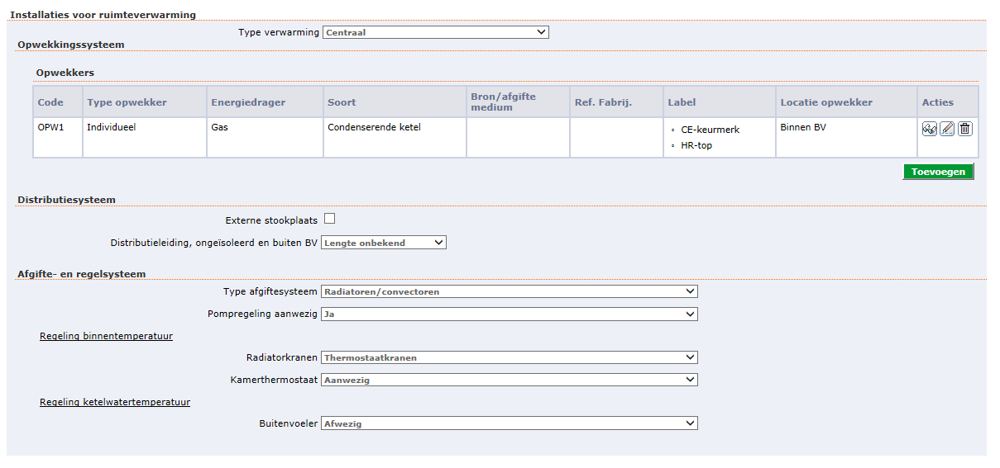 Installaties voor ruimteverwarming
Type verwarming Centraal
Opwekkingssysteem
Opwekkers
Code Type opwekker Energiedrager Soort Bron/afgifte medium Ref. Fabrij. Label Locatie opwekker Acties
OPW1 Individueel Gas Condenserende ketel CE-keurmerk Binnen BV
HR-top
Toevoegen
Distributiesysteem
Externe stookplaats
Distributieleiding, ongeïsoleerd en buiten BV Lengte onbekend
Afgifte- en regelsysteem
Type afgiftesysteem Radiatoren/convectoren
Pompregeling aanwezig Ja
Regeling binnentemperatuur
Radiatorkranen Thermostaatkranen
Kamerthermostaat Aanwezig
Regeling ketelwatertemperatuur
Buitenvoeler Afwezig